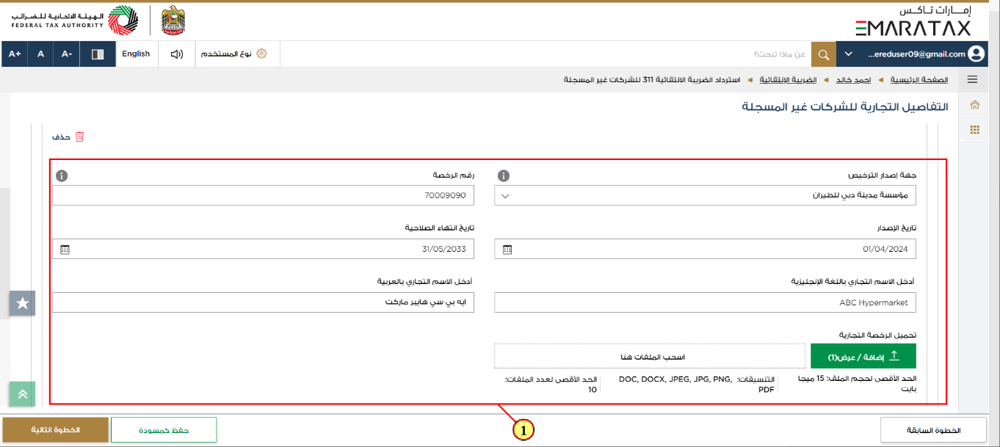 إمـارات تـاكـس
EMARATAX
الهيئة الاتحادية للضرائب
FEDERAL TAX AUTHORITY
...ereduser09@gmail.com
عن ماذا تبحث؟
نوع المستخدم
English
A-
A
A+
الصفحة الرئيسية
احمد خالد
الضريبة الإنتقائية
استرداد الضريبة الانتقائية 311 للشركات غير المسجلة
التفاصيل التجارية للشركات غير المسجلة
حذف
جهة إصدار الترخيص
رقم الرخصة
مؤسسة مدينة دبي للطيران
70009090
تاريخ الإصدار
تاريخ انتهاء الصلاحية
01/04/2024
31/05/2033
أدخل الاسم التجاري باللغة الإنجليزية
أدخل الاسم التجاري بالعربية
ABC Hypermarket
ايه بي سي هايبر ماركت
تحميل الرخصة التجارية
إضافة / عرض(1)
اسحب الملفات هنا
الحد الأقصى لحجم الملف: 15 ميجا
بايت
التنسيقات: DOC, DOCX, JPEG, JPG, PNG,
PDF
الحد الأقصى لعدد الملفات:
10
1
الخطوة السابقة
حفظ كمسودة
الخطوة التالية